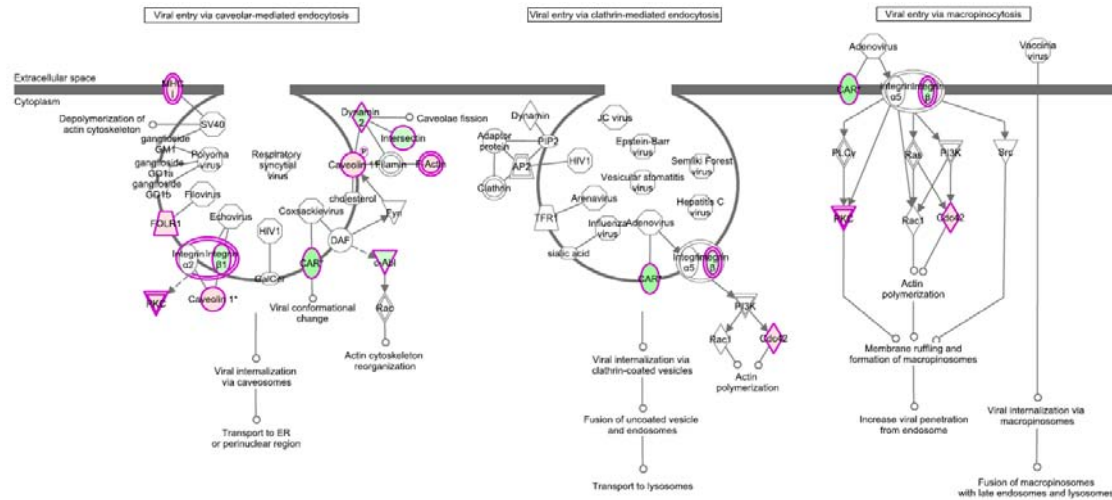 Viral entry via caveolar-mediated endocytosis
Viral entry via clathrin-mediated endocytosis
Viral entry via macropinocytosis
Extracellular space
Cytoplasm
MHC I
Depolymerization of
actin cytoskeleton
SV40
ganglioside
GM1
ganglioside
GD1a
ganglioside
GD1b
Polyoma
virus
Filovirus
FOLR1
Echovirus
Integrin
α2
Integrin
β1
PKC
Caveolin 1*
HIV1
GalCer
Respiratory
syncytial
virus
Dynamin
2
Caveolae fission
Intersectin
P
Caveolin 1*
Filamin
F-Actin
cholesterol
Coxsackievirus
Fyn
DAF
CAR*
c-Abl
Rac
Viral conformational
change
Actin cytoskeleton
reorganization
Viral internalization
via caveosomes
Transport to ER
or perinuclear region
Dynamin
PIP2
Adaptor
protein
AP2
Clathrin
HIV1
JC virus
Epstein-Barr
virus
Semliki Forest
virus
Vesicular stomatitis
virus
Hepatitis C
virus
TFR1
Arenavirus
Influenza
virus
sialic acid
Adenovirus
CAR*
Integrin
α5
Integrin
β
PI3K
Rac1
Cdc42
Actin
polymerization
Viral internalization via
clathrin-coated vesicles
Fusion of uncoated vesicle
and endosomes
Transport to lysosomes
Adenovirus
Vaccinia
virus
CAR*
Integrin
α5
Integrin
β
PLCγ
Ras
PI3K
Src
PKC
Rac1
Cdc42
Actin
polymerization
Membrane ruffling and
formation of macropinosomes
Increase viral penetration
from endosome
Viral internalization via
macropinosomes
Fusion of macropinosomes
with late endosomes and lysosomes